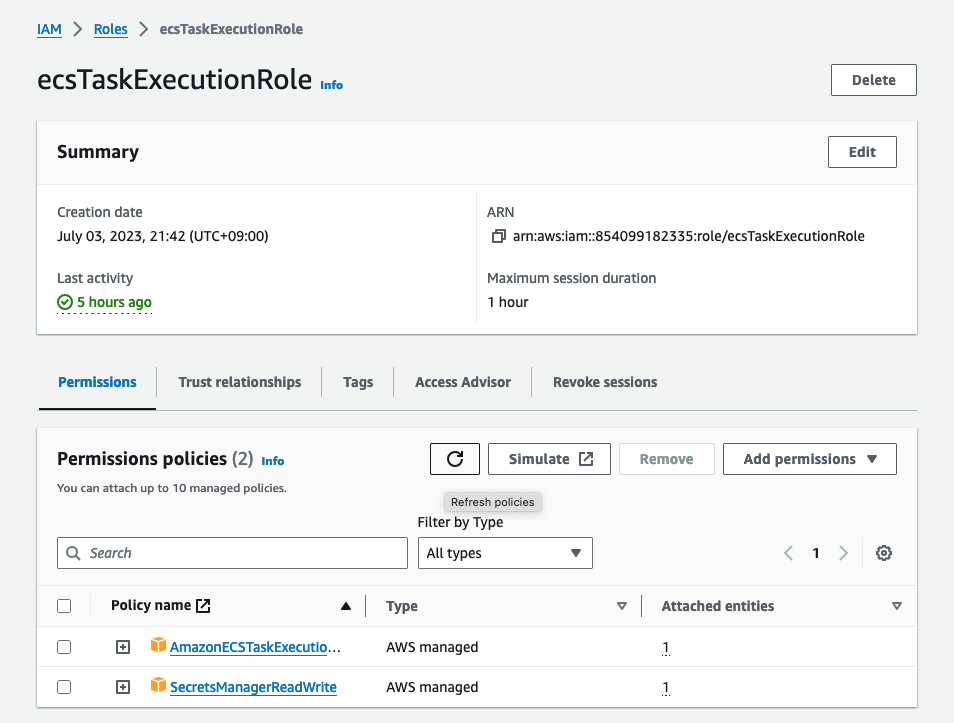 IAM > Roles > ecsTaskExecutionRole
ecsTaskExecutionRole Info
Delete
Summary
Edit
Creation date
July 03, 2023, 21:42 (UTC+09:00)
ARN
arn:aws:iam::854099182335:role/ecsTaskExecutionRole
Last activity
5 hours ago
Maximum session duration
1 hour
Permissions
Trust relationships
Tags
Access Advisor
Revoke sessions
Permissions policies (2) Info
You can attach up to 10 managed policies.
Simulate
Remove
Add permissions
Refresh policies
Filter by Type
Search
All types
1
Policy name
Type
Attached entities
AmazonECSTaskExecutio...
AWS managed
1
SecretsManagerReadWrite
AWS managed
1